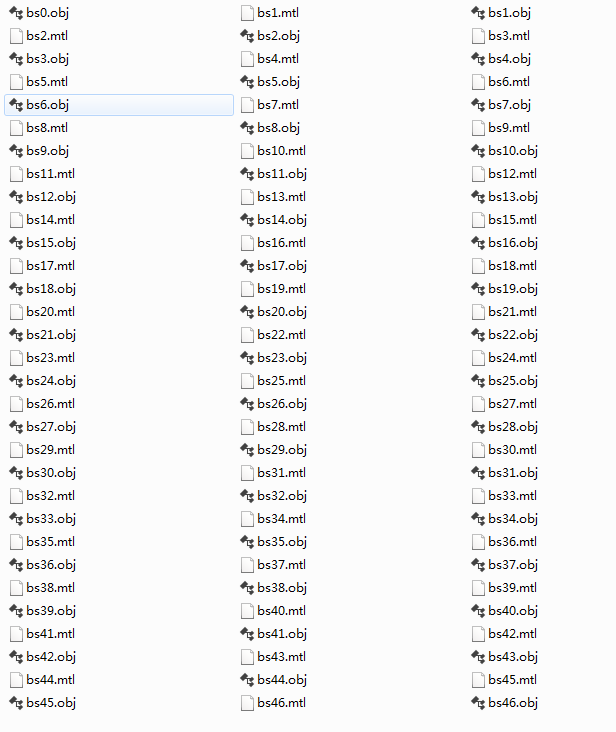 bs0.obj bs1.mtl bs1.obj
bs2.mtl bs2.obj bs3.mtl
bs3.obj bs4.mtl bs4.obj
bs5.mtl bs5.obj bs6.mtl
bs6.obj bs7.mtl bs7.obj
bs8.mtl bs8.obj bs9.mtl
bs9.obj bs10.mtl bs10.obj
bs11.mtl bs11.obj bs12.mtl
bs12.obj bs13.mtl bs13.obj
bs14.mtl bs14.obj bs15.mtl
bs15.obj bs16.mtl bs16.obj
bs17.mtl bs17.obj bs18.mtl
bs18.obj bs19.mtl bs19.obj
bs20.mtl bs20.obj bs21.mtl
bs21.obj bs22.mtl bs22.obj
bs23.mtl bs23.obj bs24.mtl
bs24.obj bs25.mtl bs25.obj
bs26.mtl bs26.obj bs27.mtl
bs27.obj bs28.mtl bs28.obj
bs29.mtl bs29.obj bs30.mtl
bs30.obj bs31.mtl bs31.obj
bs32.mtl bs32.obj bs33.mtl
bs33.obj bs34.mtl bs34.obj
bs35.mtl bs35.obj bs36.mtl
bs36.obj bs37.mtl bs37.obj
bs38.mtl bs38.obj bs39.mtl
bs39.obj bs40.mtl bs40.obj
bs41.mtl bs41.obj bs42.mtl
bs42.obj bs43.mtl bs43.obj
bs44.mtl bs44.obj bs45.mtl
bs45.obj bs46.mtl bs46.obj